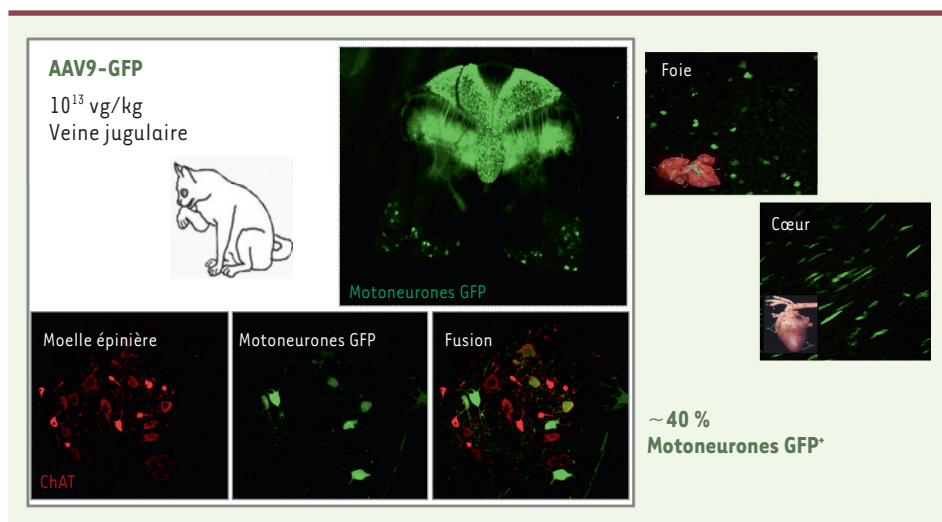 AAV9-GFP
10¹³ vg/kg
Veine jugulaire
Motoneurones GFP
Moelle épinière
ChAT
Motoneurones GFP
Fusion
Foie
Cœur
~40 %
Motoneurones GFP⁺